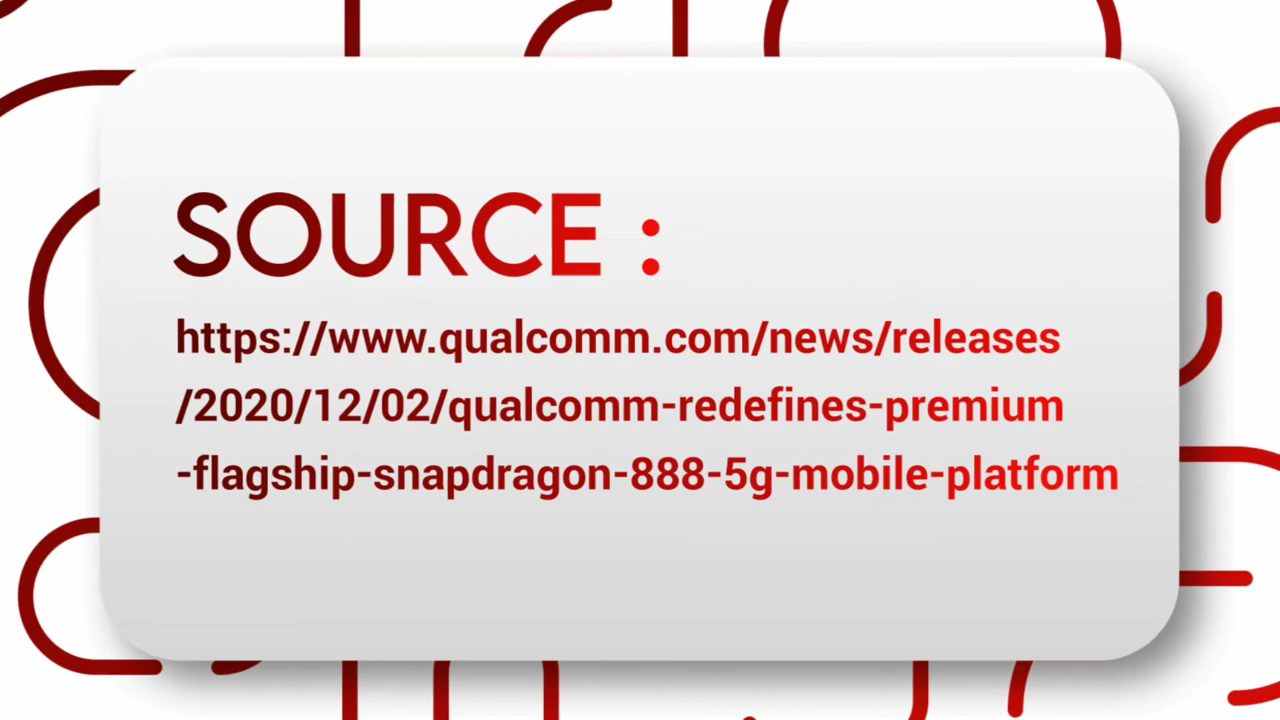 SOURCE :
https://www.qualcomm.com/news/releases
/2020/12/02/qualcomm-redefines-premium
-flagship-snapdragon-888-5g-mobile-platform